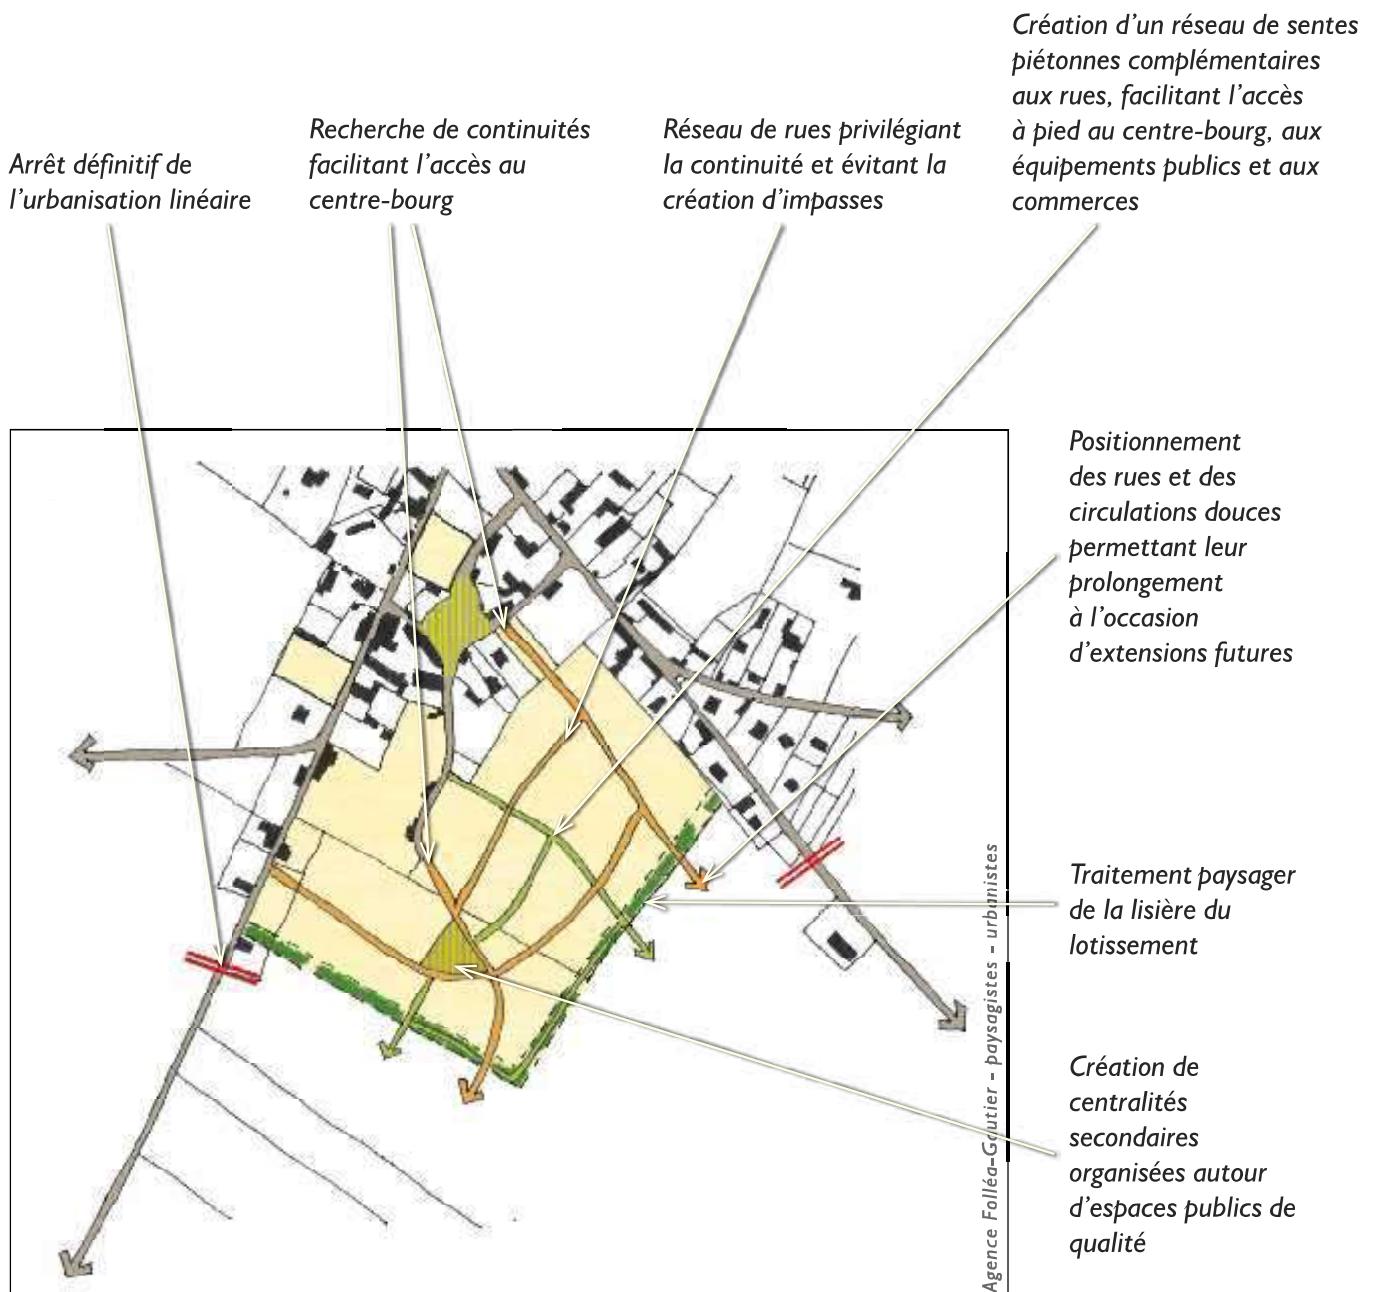 Création d’un réseau de sentes
piétonnes complémentaires
aux rues, facilitant l’accès
à pied au centre-bourg, aux
équipements publics et aux
commerces
Recherche de continuités
facilitant l’accès au
centre-bourg
Réseau de rues privilégiant
la continuité et évitant la
création d’impasses
Arrêt définitif de
l’urbanisation linéaire
Positionnement
des rues et des
circulations douces
permettant leur
prolongement
à l’occasion
d’extensions futures
Traitement paysager
de la lisière du
lotissement
Création de
centralités
secondaires
organisées autour
d’espaces publics de
qualité
Agence Folléa-Gautier - paysagistes - urbanistes